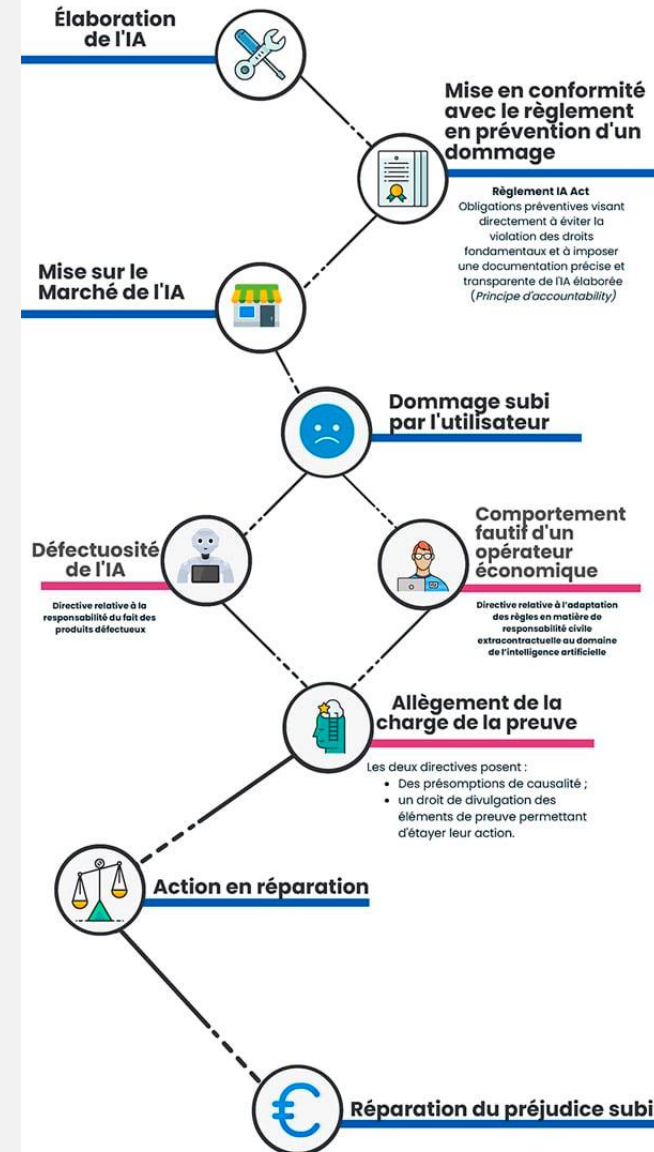 Élaboration
de l'IA
Mise en conformité
avec le règlement
en prévention d'un
dommage
Règlement IA Act
Obligations préventives visant
directement à éviter la
violation des droits
fondamentaux et à imposer
une documentation précise et
transparente de l'IA élaborée
(Principe d'accountability)
Mise sur le
Marché de l'IA
Dommage subi
par l'utilisateur
Défectuosité
de l'IA
Directive relative à la
responsabilité du fait des
produits défectueux
Comportement
fautif d'un
opérateur
économique
Directive relative à l'adaptation
des règles en matière de
responsabilité civile
extracontractuelle au domaine
de l'intelligence artificielle
Allègement de la
charge de la preuve
Les deux directives posent :
• Des présomptions de causalité ;
• un droit de divulgation des
éléments de preuve permettant
d'étayer leur action.
Action en réparation
Réparation du préjudice subi